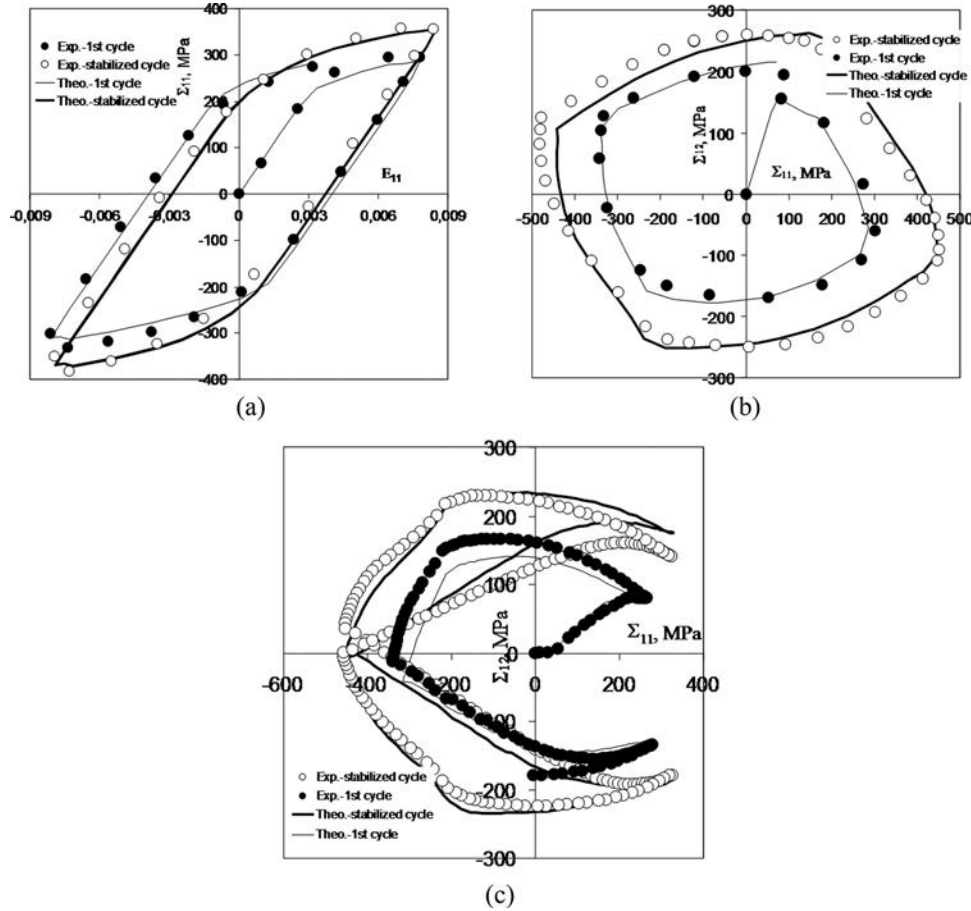 400
Exp.-1st cycle
Exp.-stabilized cycle
Theo.-1st cycle
Theo.-stabilized cycle
Σ11, MPa
300
200
100
0
E11
-0,009
-0,006
-0,003
0
0,003
0,006
0,009
-100
-200
-300
-400
(a)
300
Exp.-stabilized cycle
Exp.-1st cycle
Theo.-stabilized cycle
Theo.-1st cycle
200
100
Σ12, MPa
Σ11, MPa
0
-500
-400
-300
-200
-100
0
100
200
300
400
500
-100
-200
-300
(b)
300
200
100
Σ11, MPa
Σ12, MPa
0
-600
-400
-200
0
200
400
-100
-200
-300
Exp.-stabilized cycle
Exp.-1st cycle
Theo.-stabilized cycle
Theo.-1st cycle
(c)